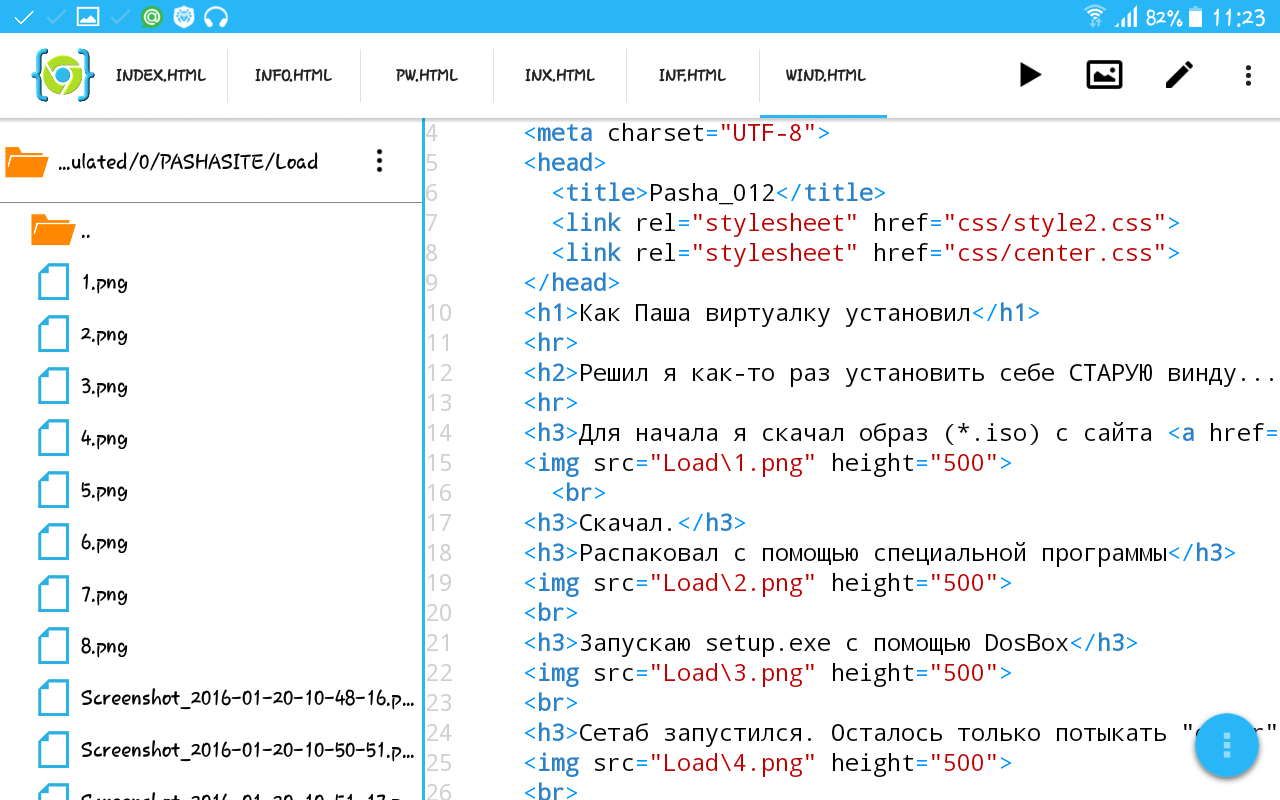 82% 11:23
INDEX.HTML INFO.HTML PW.HTML INX.HTML INF.HTML WIND.HTML
...ulated/0/PASHASITE/Load
..
1.png
2.png
3.png
4.png
5.png
6.png
7.png
8.png
Screenshot_2016-01-20-10-48-16.p...
Screenshot_2016-01-20-10-50-51.p...
Screenshot_2016-01-20-10-51-17.p...
4 <meta charset="UTF-8">
5 <head>
6 <title>Pasha_012</title>
7 <link rel="stylesheet" href="css/style2.css">
8 <link rel="stylesheet" href="css/center.css">
9 </head>
10 <h1>Как Паша виртуалку установил</h1>
11 <hr>
12 <h2>Решил я как-то раз установить себе СТАРУЮ винду...
13 <hr>
14 <h3>Для начала я скачал образ (*.iso) с сайта <a href=
15 <img src="Load\1.png" height="500">
16 <br>
17 <h3>Скачал.</h3>
18 <h3>Распаковал с помощью специальной программы</h3>
19 <img src="Load\2.png" height="500">
20 <br>
21 <h3>Запускаю setup.exe с помощью DosBox</h3>
22 <img src="Load\3.png" height="500">
23 <br>
24 <h3>Сетаб запустился. Осталось только потыкать
25 <img src="Load\4.png" height="500">
26 <br>